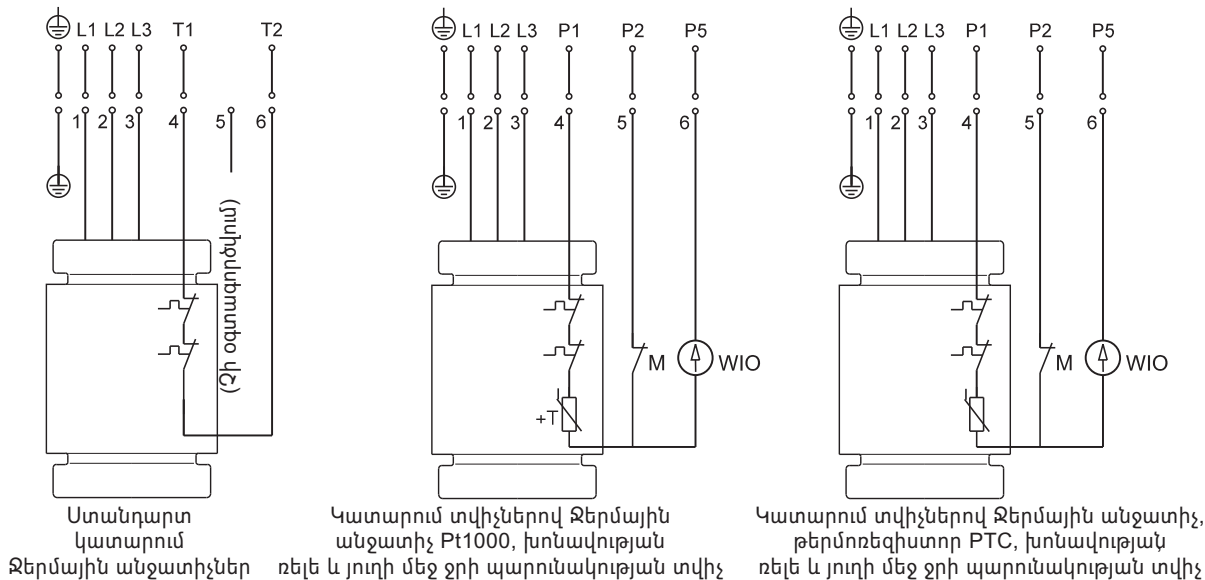 L1 L2 L3 T1 T2
1 2 3 4 5 6
(Չի օգտագործվում)
Ստանդարտ
կատարում
Ջերմային անջատիչներ
L1 L2 L3 P1 P2 P5
1 2 3 4 5 6
M WIO
+T
Կատարում տվիչներով Ջերմային
անջատիչ Pt1000, խոնավության
ռելե և յուղի մեջ ջրի պարունակության տվիչ
L1 L2 L3 P1 P2 P5
1 2 3 4 5 6
M WIO
Կատարում տվիչներով Ջերմային անջատիչ,
թերմոռեզիստոր PTC, խոնավության,
ռելե և յուղի մեջ ջրի պարունակության տվիչ